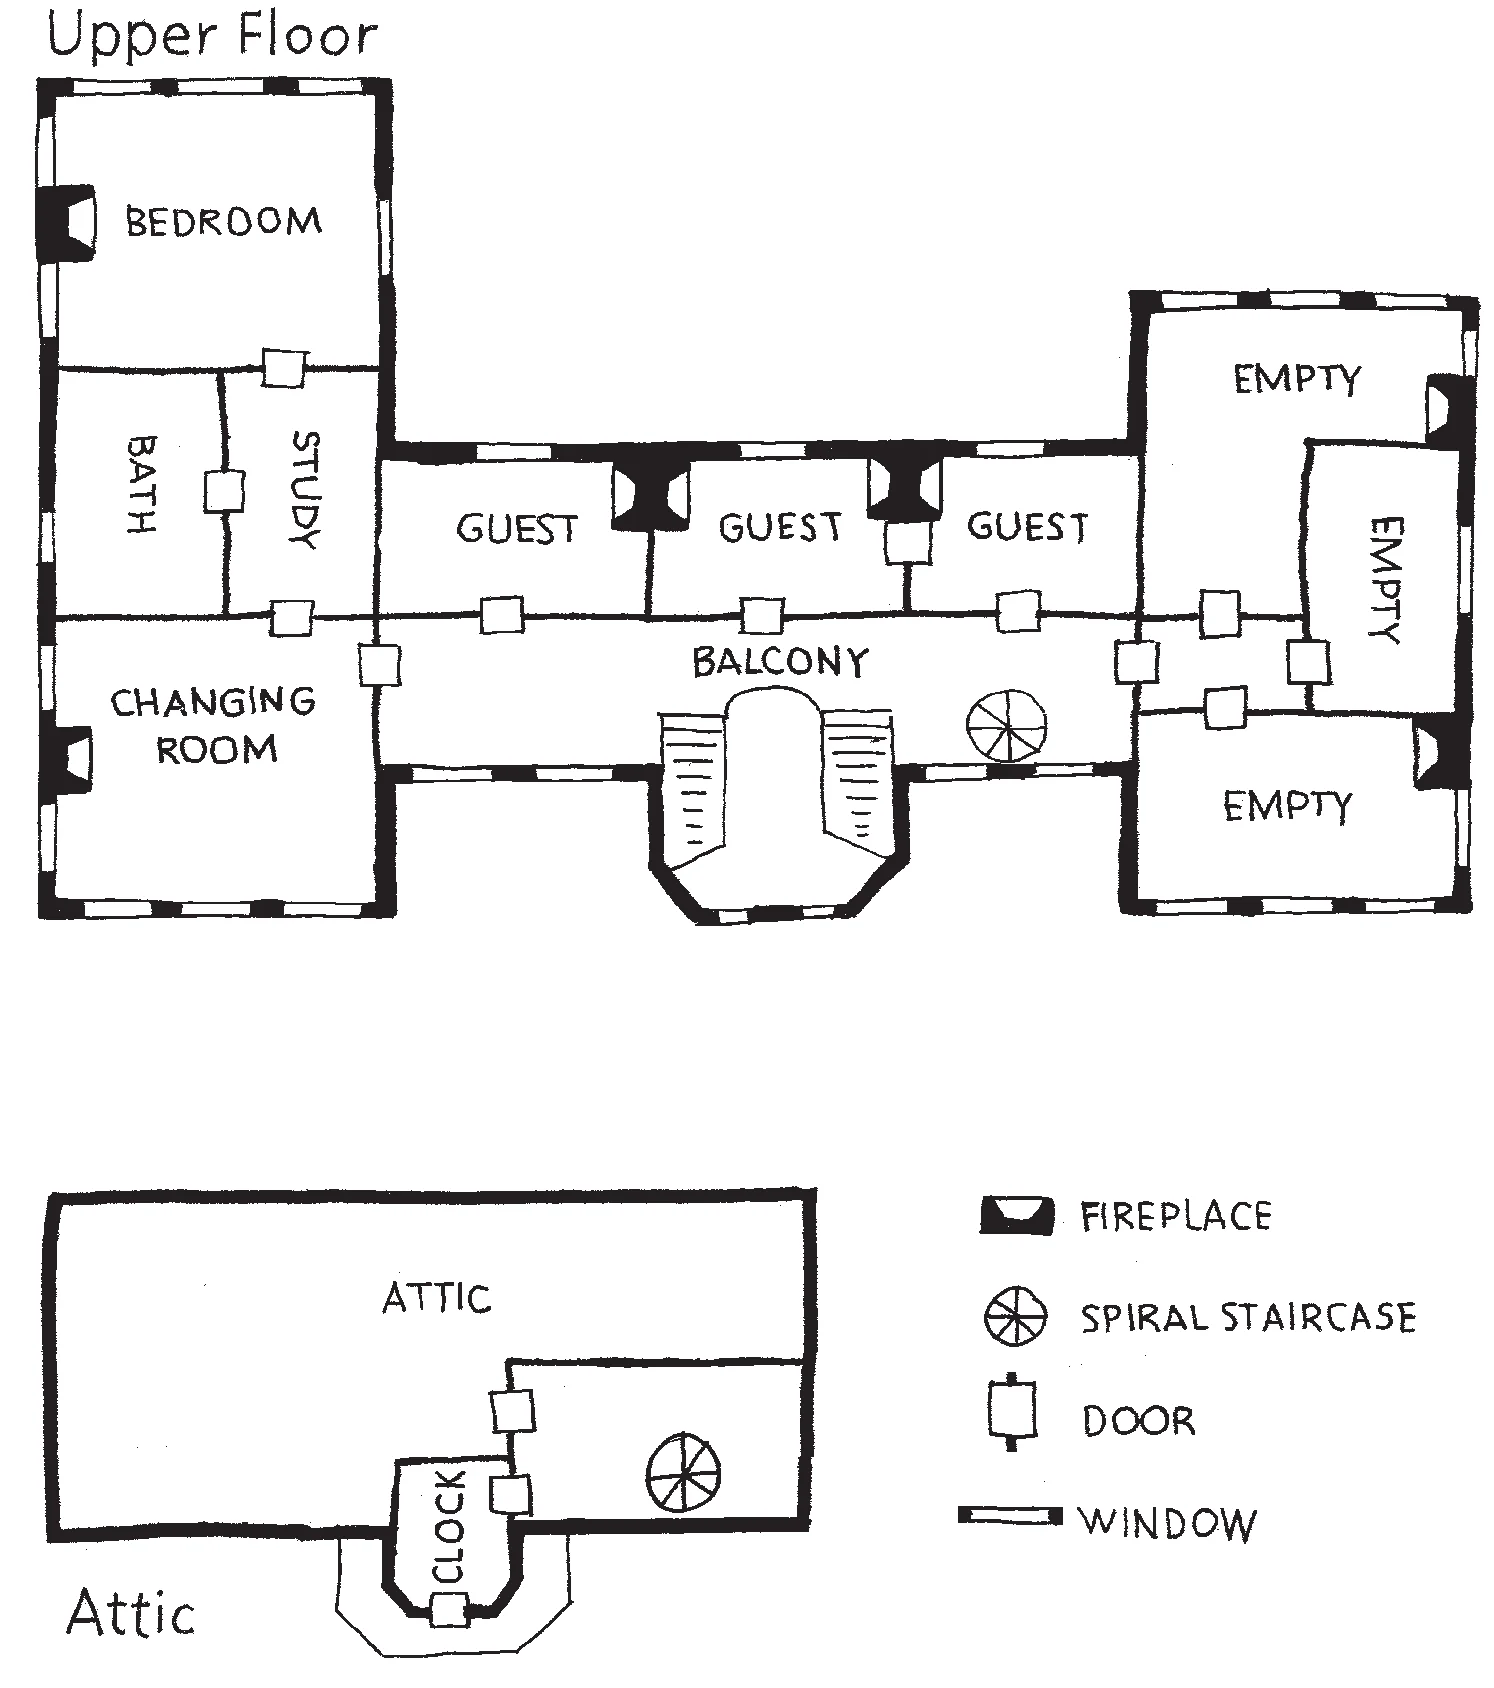 Upper Floor
BEDROOM
EMPTY
BATH
STUDY
GUEST
GUEST
GUEST
EMPTY
BALCONY
CHANGING
ROOM
EMPTY
ATTIC
CLOCK
Attic
FIREPLACE
SPIRAL STAIRCASE
DOOR
WINDOW